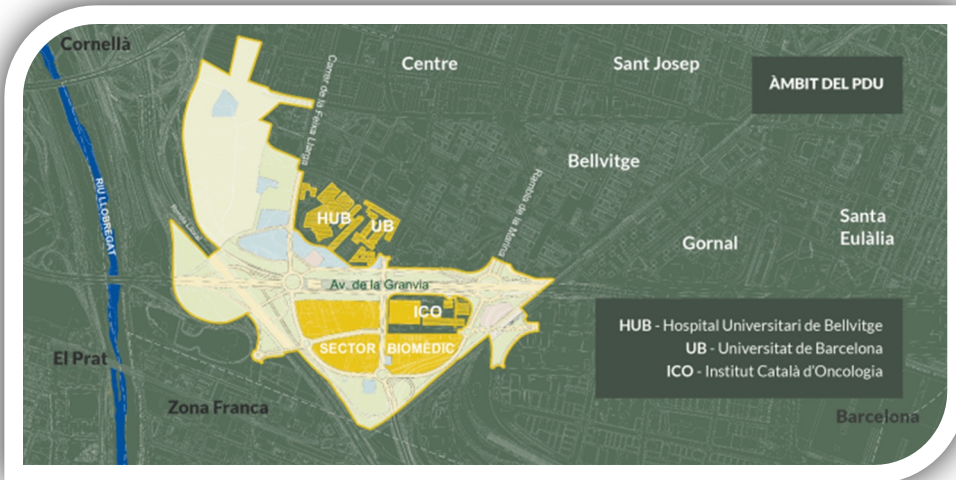 Cornellà
Centre
Sant Josep
ÀMBIT DEL PDU
Carrer de la Feixa Llarga
Bellvitge
RIU LLOBREGAT
Rambla de la Marina
HUB
UB
Santa
Eulàlia
Ronda Litoral
Gornal
Av. de la Granvia
ICO
HUB - Hospital Universitari de Bellvitge
UB - Universitat de Barcelona
ICO - Institut Català d'Oncologia
SECTOR BIOMÈDIC
El Prat
Zona Franca
Barcelona